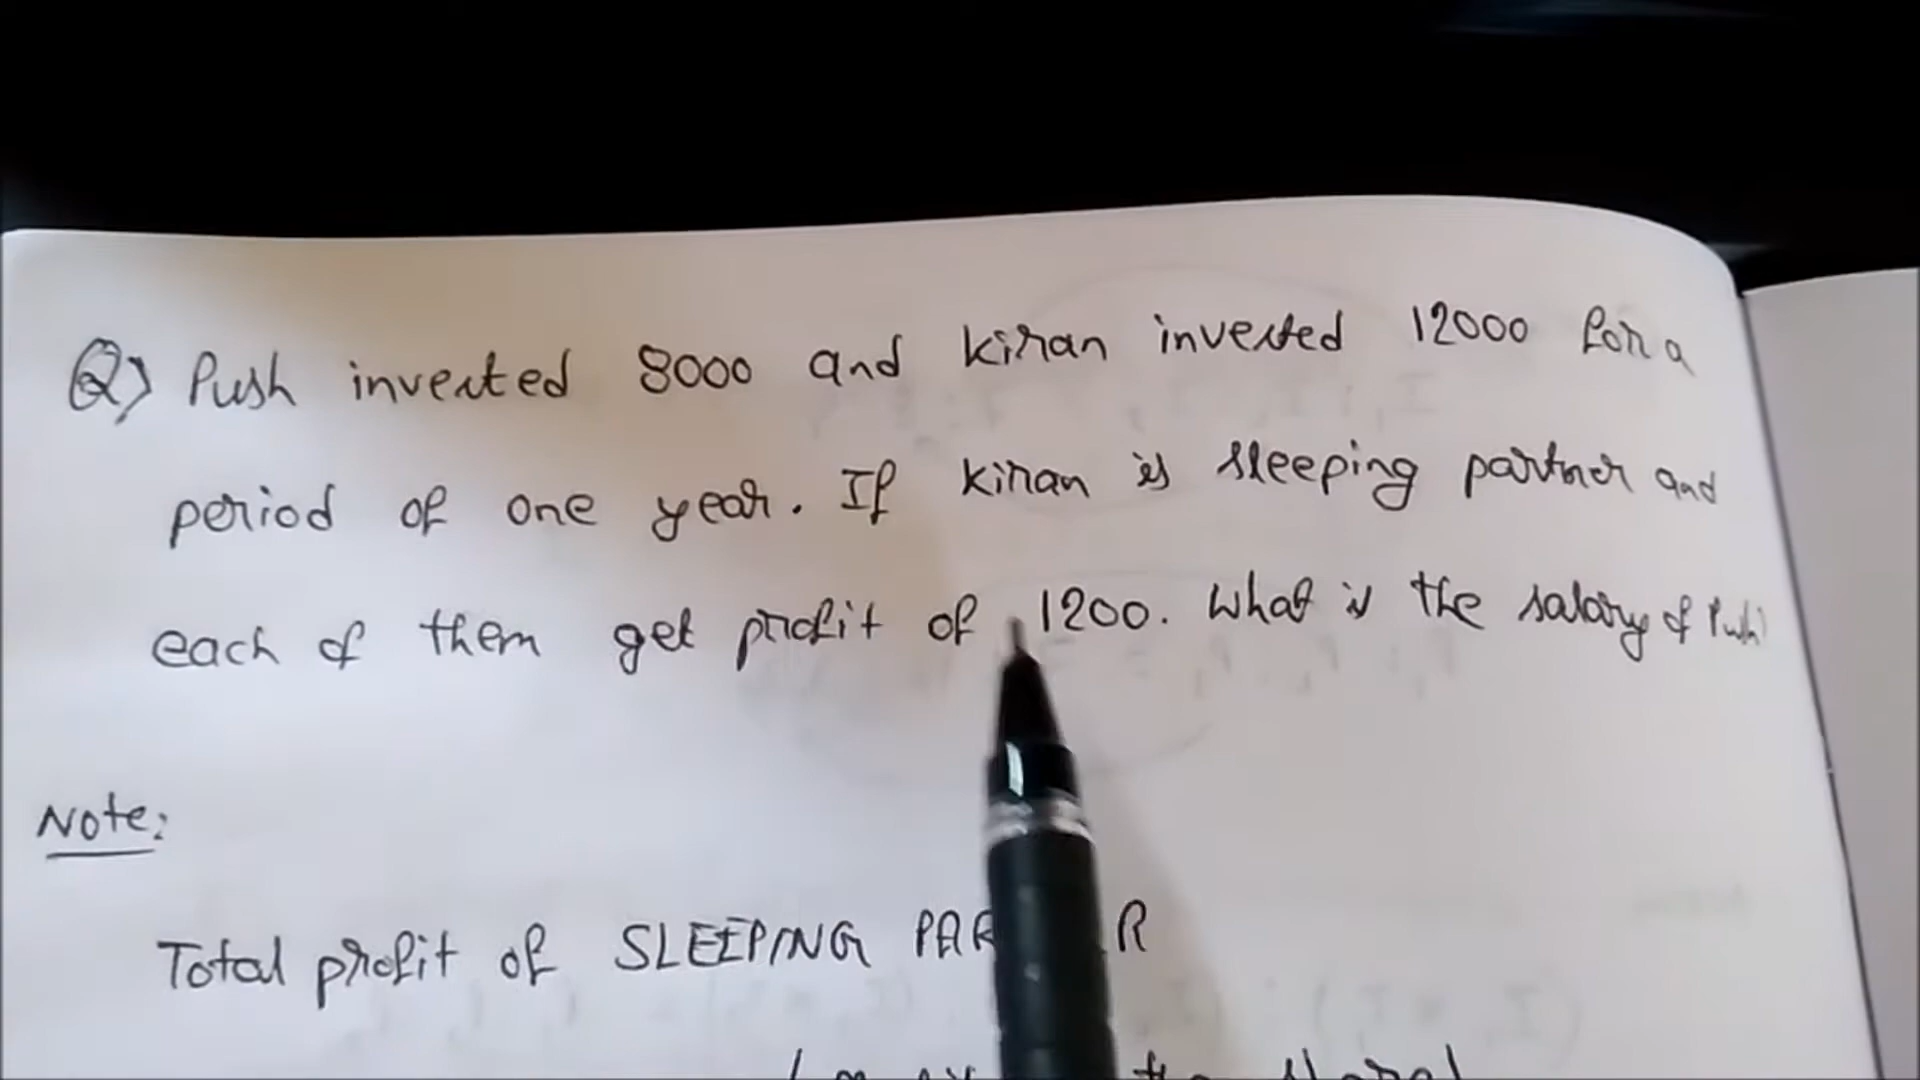 Q) Push invested 8000 and kiran invested 12000 for a
period of one year. If kiran is sleeping partner and
each of them get profit of 1200. What is the salary of Push
Note:
Total profit of SLEEPING